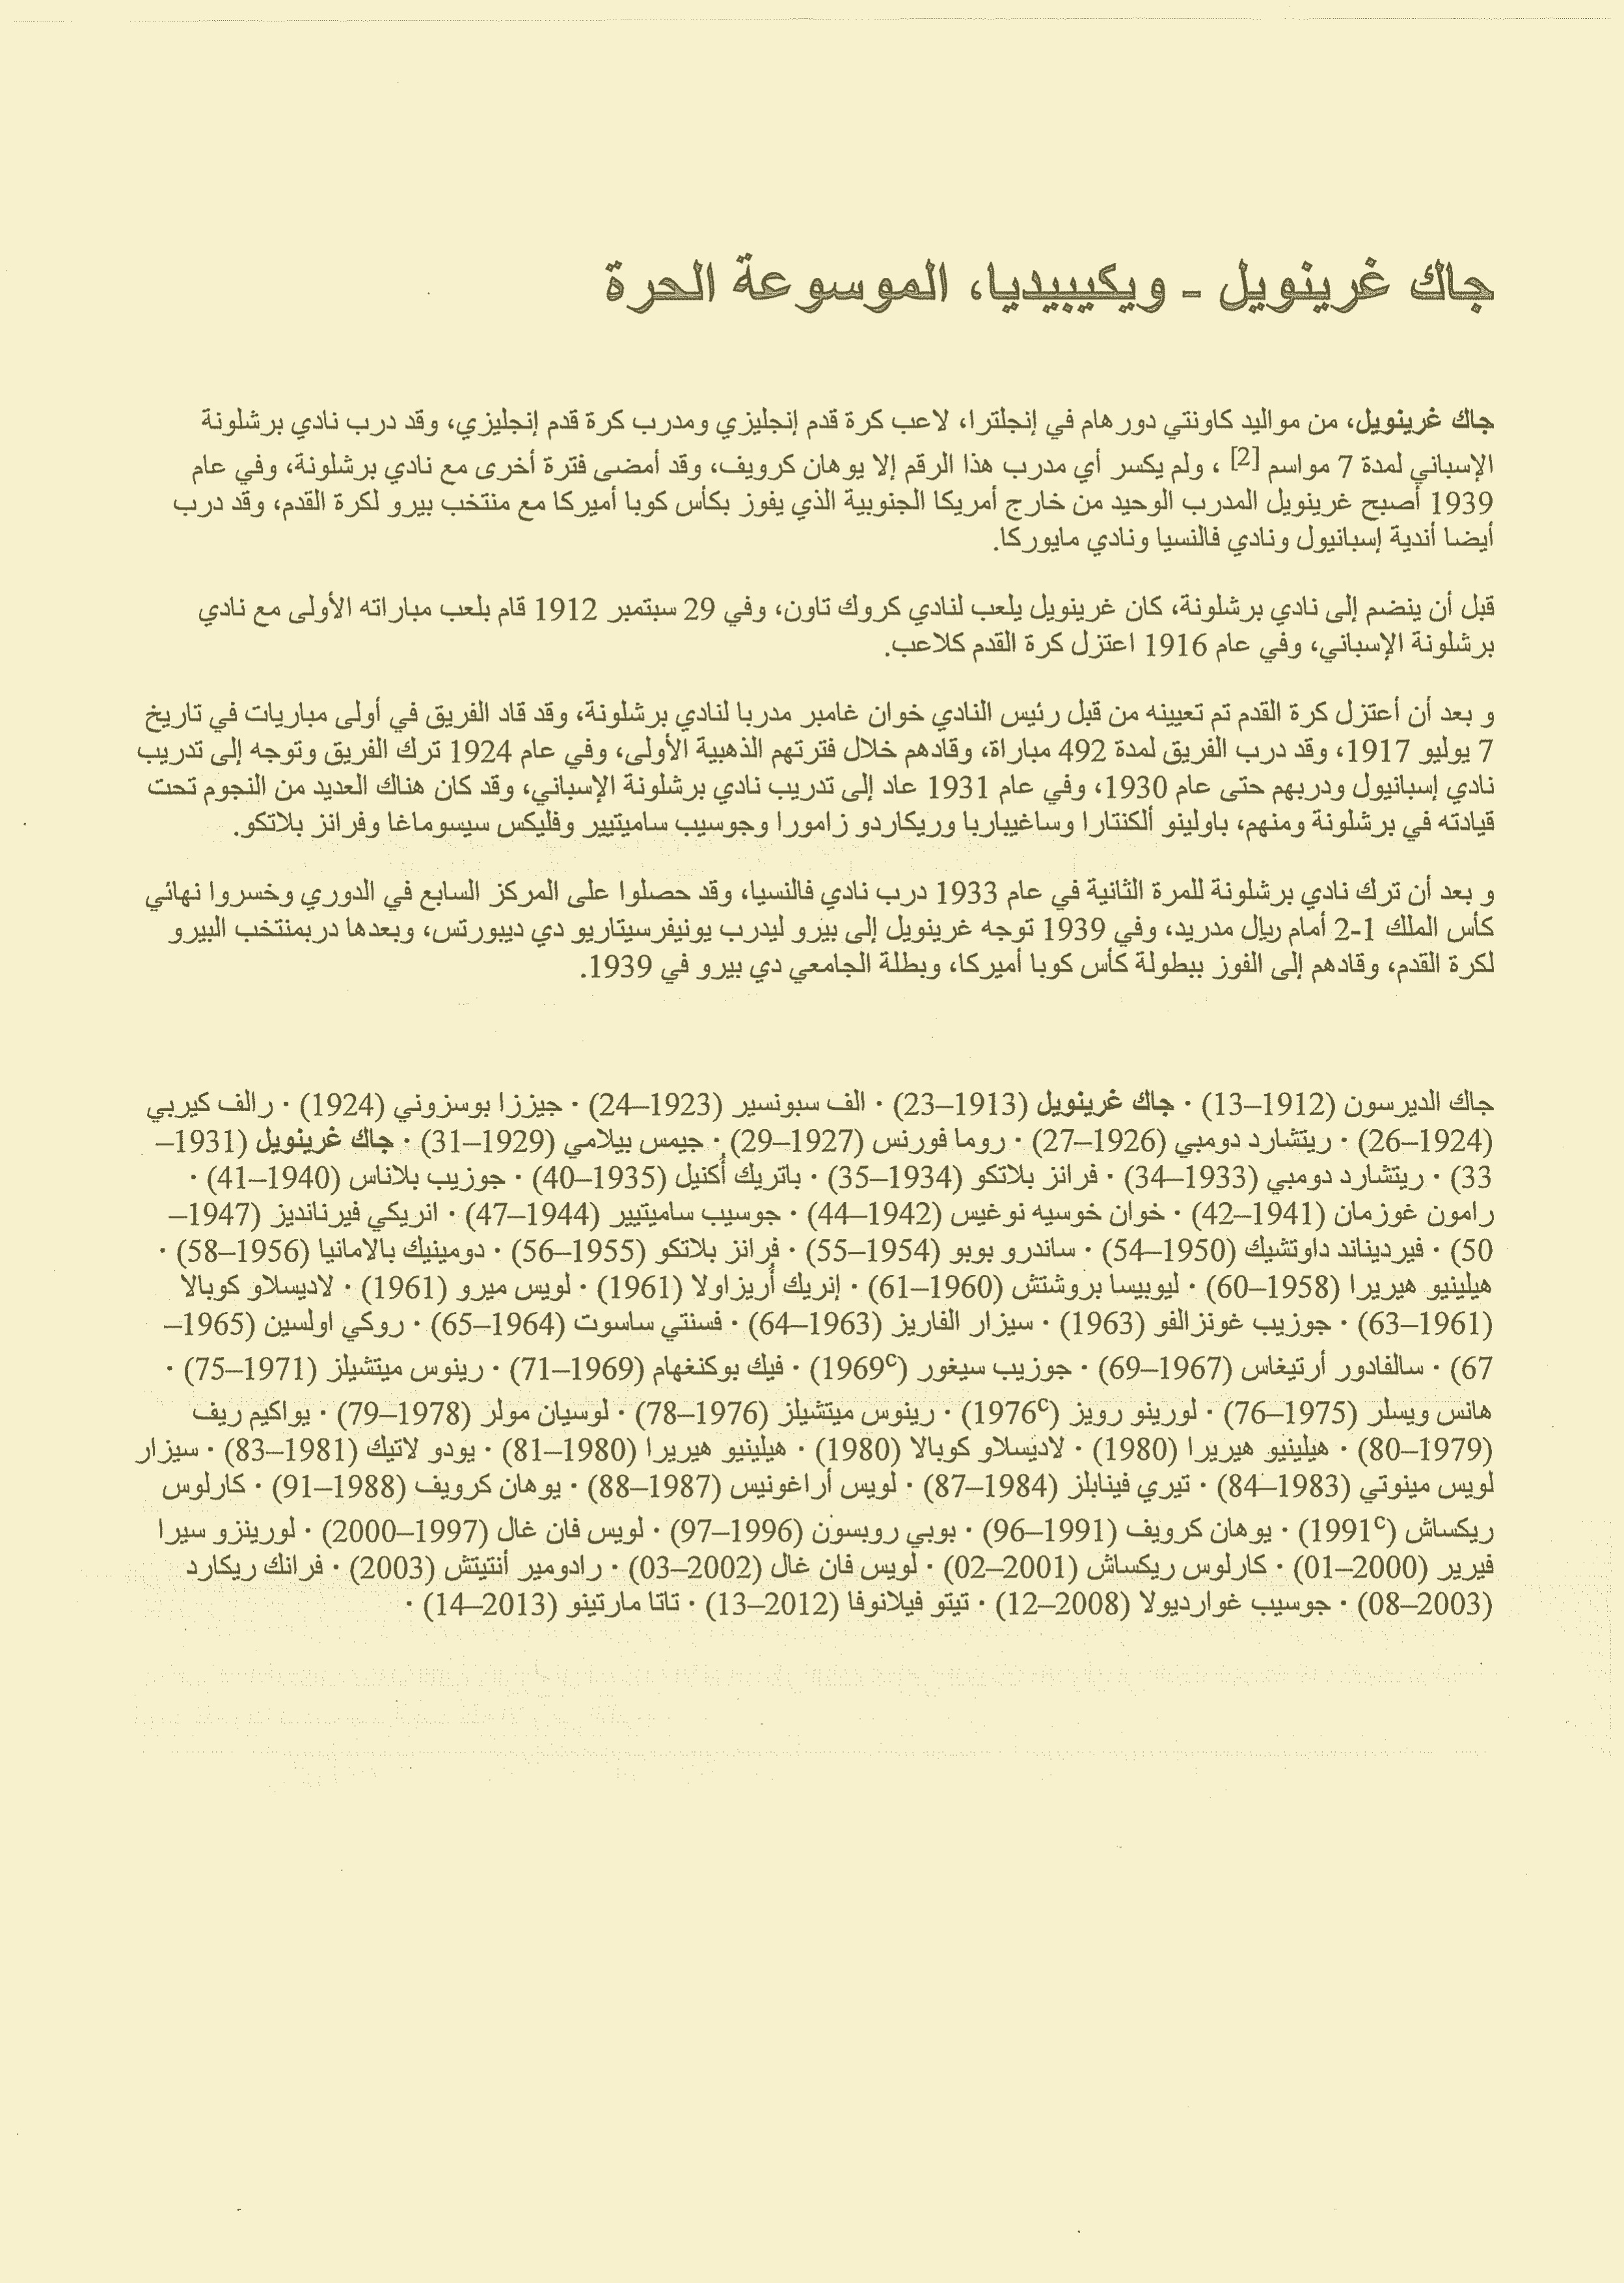 جاك غرينويل - ويكيبيديا، الموسوعة الحرة
جاك غرينويل، من مواليد كاونتي دورهام في إنجلترا، لاعب كرة قدم إنجليزي ومدرب كرة قدم إنجليزي، وقد درب نادي برشلونة
الإسباني لمدة 7 مواسم [2] ، ولم يكسر أي مدرب هذا الرقم إلا يوهان كرويف، وقد أمضى فترة أخرى مع نادي برشلونة، وفي عام
1939 أصبح غرينويل المدرب الوحيد من خارج أمريكا الجنوبية الذي يفوز بكأس كوبا أميركا مع منتخب بيرو لكرة القدم، وقد درب
أيضا أندية إسبانيول ونادي فالنسيا ونادي مايوركا.
قبل أن ينضم إلى نادي برشلونة، كان غرينويل يلعب لنادي كروك تاون، وفي 29 سبتمبر 1912 قام بلعب مباراته الأولى مع نادي
برشلونة الإسباني، وفي عام 1916 اعتزل كرة القدم كلاعب.
و بعد أن أعتزل كرة القدم تم تعيينه من قبل رئيس النادي خوان غامبر مدربا لنادي برشلونة، وقد قاد الفريق في أولى مباريات في تاريخ
7 يوليو 1917، وقد درب الفريق لمدة 492 مباراة، وقادهم خلال فترتهم الذهبية الأولى، وفي عام 1924 ترك الفريق وتوجه إلى تدريب
نادي إسبانيول ودربهم حتى عام 1930، وفي عام 1931 عاد إلى تدريب نادي برشلونة الإسباني، وقد كان هناك العديد من النجوم تحت
قيادته في برشلونة ومنهم، باولينو ألكنتارا وساغيباربا وريكاردو زامورا وجوسيب ساميتيير وفليكس سيسوماغا وفرانز بلاتكو.
و بعد أن ترك نادي برشلونة للمرة الثانية في عام 1933 درب نادي فالنسيا، وقد حصلوا على المركز السابع في الدوري وخسروا نهائي
كأس الملك 1-2 أمام ريال مدريد، وفي 1939 توجه غرينويل إلى بيرو ليدرب يونيفرسيتاريو دي ديبورتس، وبعدها دربمنتخب البيرو
لكرة القدم، وقادهم إلى الفوز ببطولة كأس كوبا أميركا، وبطلة الجامعي دي بيرو في 1939.
جاك الديرسون (1912–13) · جاك غرينويل (1913–23) · الف سبونسير (1923–24) · جيززا بوسزوني (1924) · رالف كيربي
(1924–26) · ريتشارد دومبي (1926–27) · روما فورنس (1927–29) · جيمس بيلامي (1929–31) · جاك غرينويل (1931–
33) · ريتشارد دومبي (1933–34) · فرانز بلاتكو (1934–35) · باتريك أُكنيل (1935–40) · جوزيب بلاناس (1940–41) ·
رامون غوزمان (1941–42) · خوان خوسيه نوغيس (1942–44) · جوسيب ساميتيير (1944–47) · انريكي فيرنانديز (1947–
50) · فيرديناند داوتشيك (1950–54) · ساندرو بوبو (1954–55) · فرانز بلاتكو (1955–56) · دومينيك بالامانيا (1956–58) ·
هيلينيو هيريرا (1958–60) · ليوبيسا بروشتش (1960–61) · إنريك أُريزاولا (1961) · لويس ميرو (1961) · لاديسلاو كوبالا
(1961–63) · جوزيب غونزالفو (1963) · سيزار الفاريز (1963–64) · فسنتي ساسوت (1964–65) · روكي اولسين (1965–
67) · سالفادور أرتيغاس (1967–69) · جوزيب سيغور (1969c) · فيك بوكنغهام (1969–71) · رينوس ميتشيلز (1971–75) ·
هانس ويسلر (1975–76) · لورينو رويز (1976c) · رينوس ميتشيلز (1976–78) · لوسيان مولر (1978–79) · يواكيم ريف
(1979–80) · هيلينيو هيريرا (1980) · لاديسلاو كوبالا (1980) · هيلينيو هيريرا (1980–81) · يودو لاتيك (1981–83) · سيزار
لويس مينوتي (1983–84) · تيري فينابلز (1984–87) · لويس أراغونيس (1987–88) · يوهان كرويف (1988–91) · كارلوس
ريكساش (1991c) · يوهان كرويف (1991–96) · بوبي روبسون (1996–97) · لويس فان غال (1997–2000) · لورينزو سيرا
فيرير (2000–01) · كارلوس ريكساش (2001–02) · لويس فان غال (2002–03) · رادومير أنتيتش (2003) · فرانك ريكارد
(2003–08) · جوسيب غوارديولا (2008–12) · تيتو فيلانوفا (2012–13) · تاتا مارتينو (2013–14) ·